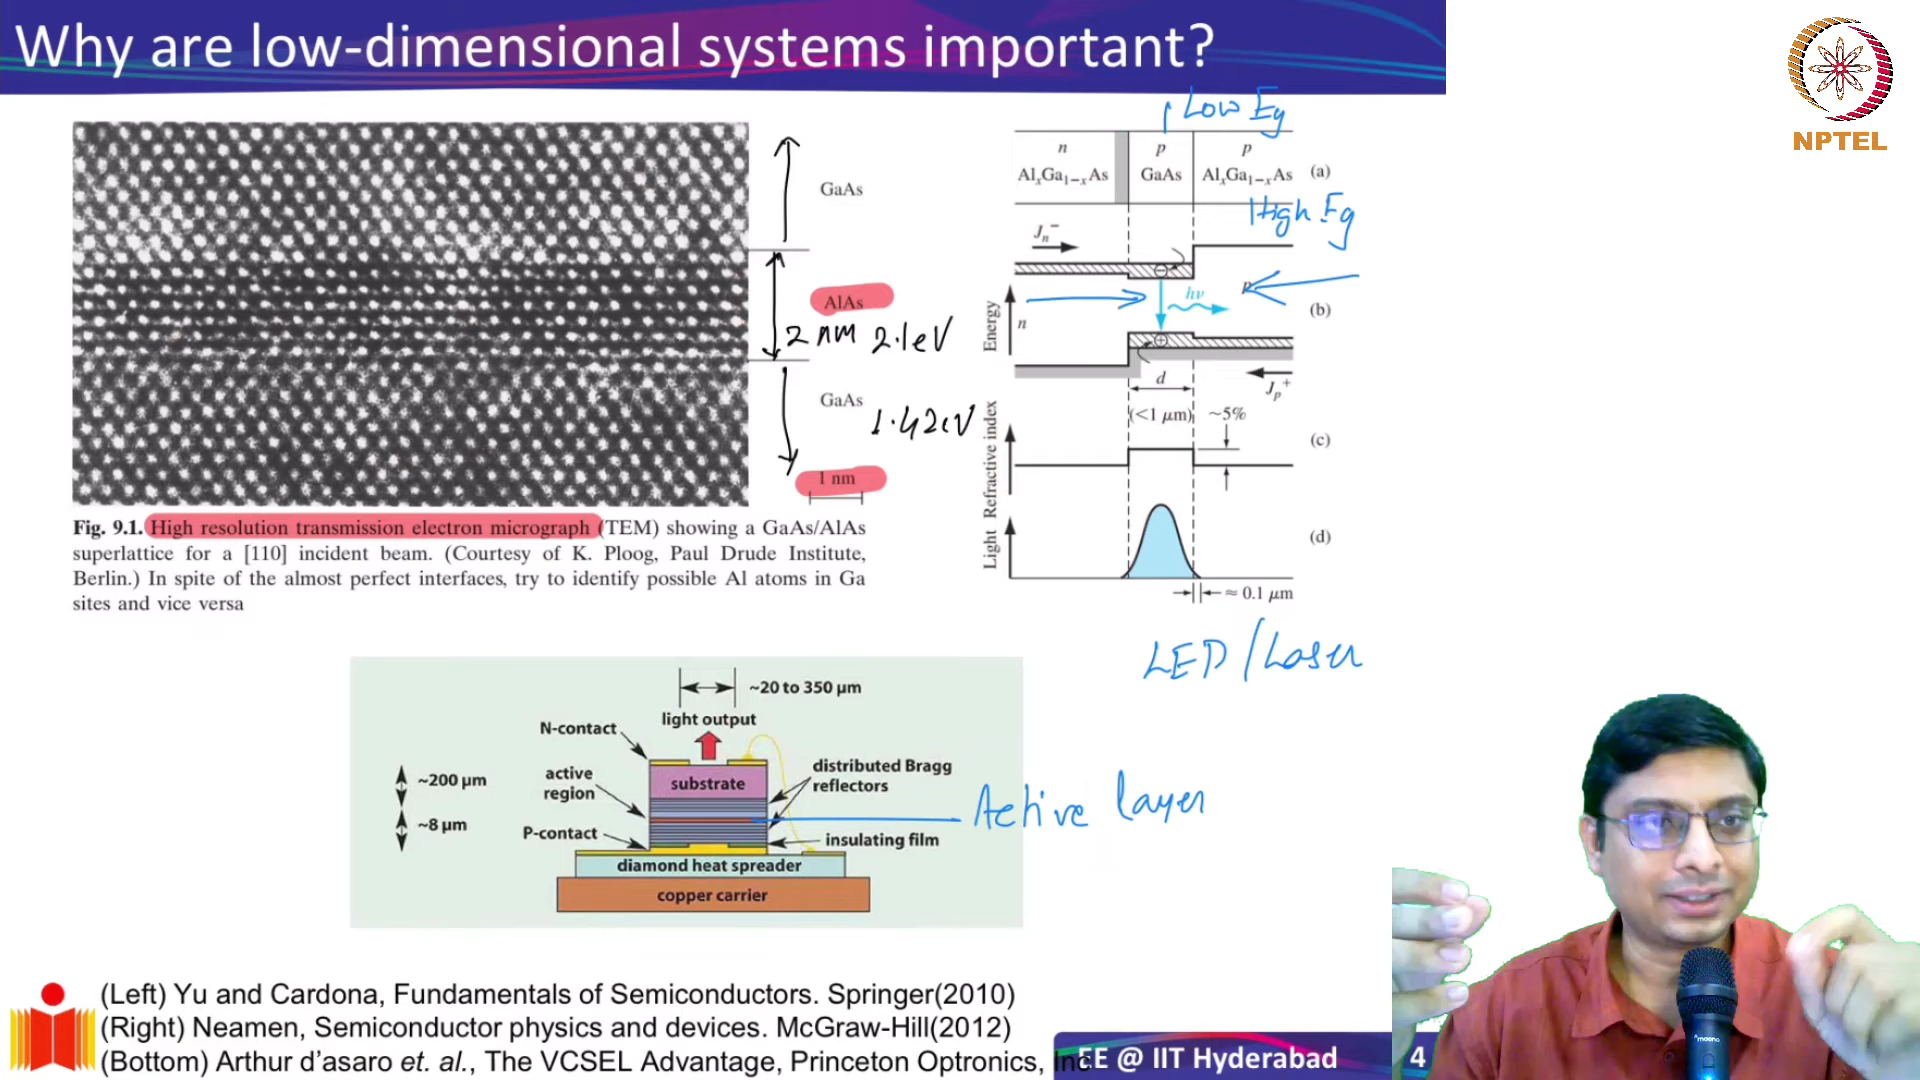 Why are low-dimensional systems important?
NPTEL
GaAs
AlAs
2 nm 2.1eV
GaAs
1.42eV
1 nm
Fig. 9.1. High resolution transmission electron micrograph (TEM) showing a GaAs/AlAs
superlattice for a [110] incident beam. (Courtesy of K. Ploog, Paul Drude Institute,
Berlin.) In spite of the almost perfect interfaces, try to identify possible Al atoms in Ga
sites and vice versa
Low Eg
n p p
AlxGa1−xAs GaAs AlxGa1−xAs (a)
High Eg
Jn−
hν
Energy
n
(b)
d
Jp+
(<1 μm) ~5%
Refractive index
(c)
Light
(d)
≈ 0.1 μm
LED/Laser
~20 to 350 μm
light output
N-contact
substrate
distributed Bragg
reflectors
active
region
~200 μm
~8 μm
Active layer
P-contact
insulating film
diamond heat spreader
copper carrier
(Left) Yu and Cardona, Fundamentals of Semiconductors. Springer(2010)
(Right) Neamen, Semiconductor physics and devices. McGraw-Hill(2012)
(Bottom) Arthur d’asaro et. al., The VCSEL Advantage, Princeton Optronics, Inc
EE @ IIT Hyderabad 4